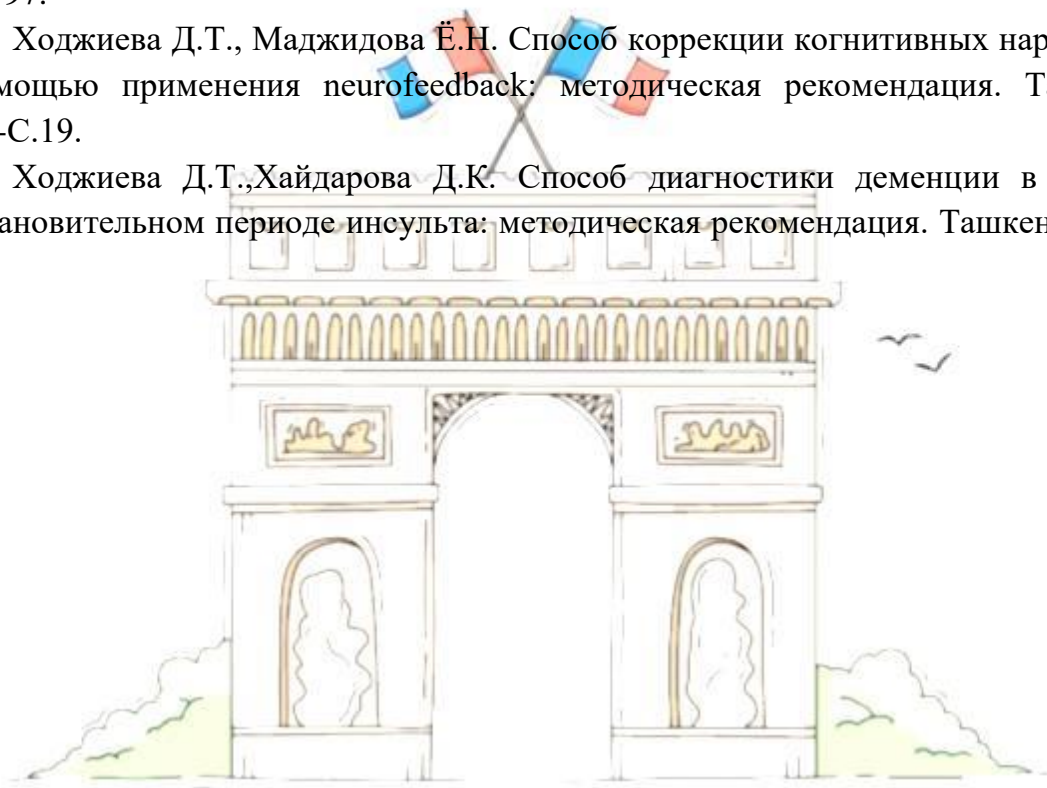 Ходжиева Д.Т., Маджидова Ё.Н. Способ коррекции когнитивных нар
мощью применения neurofeedback: методическая рекомендация. Т
-С.19.
Ходжиева Д.Т.,Хайдарова Д.К. Способ диагностики деменции в
ановительном периоде инсульта: методическая рекомендация. Ташкен